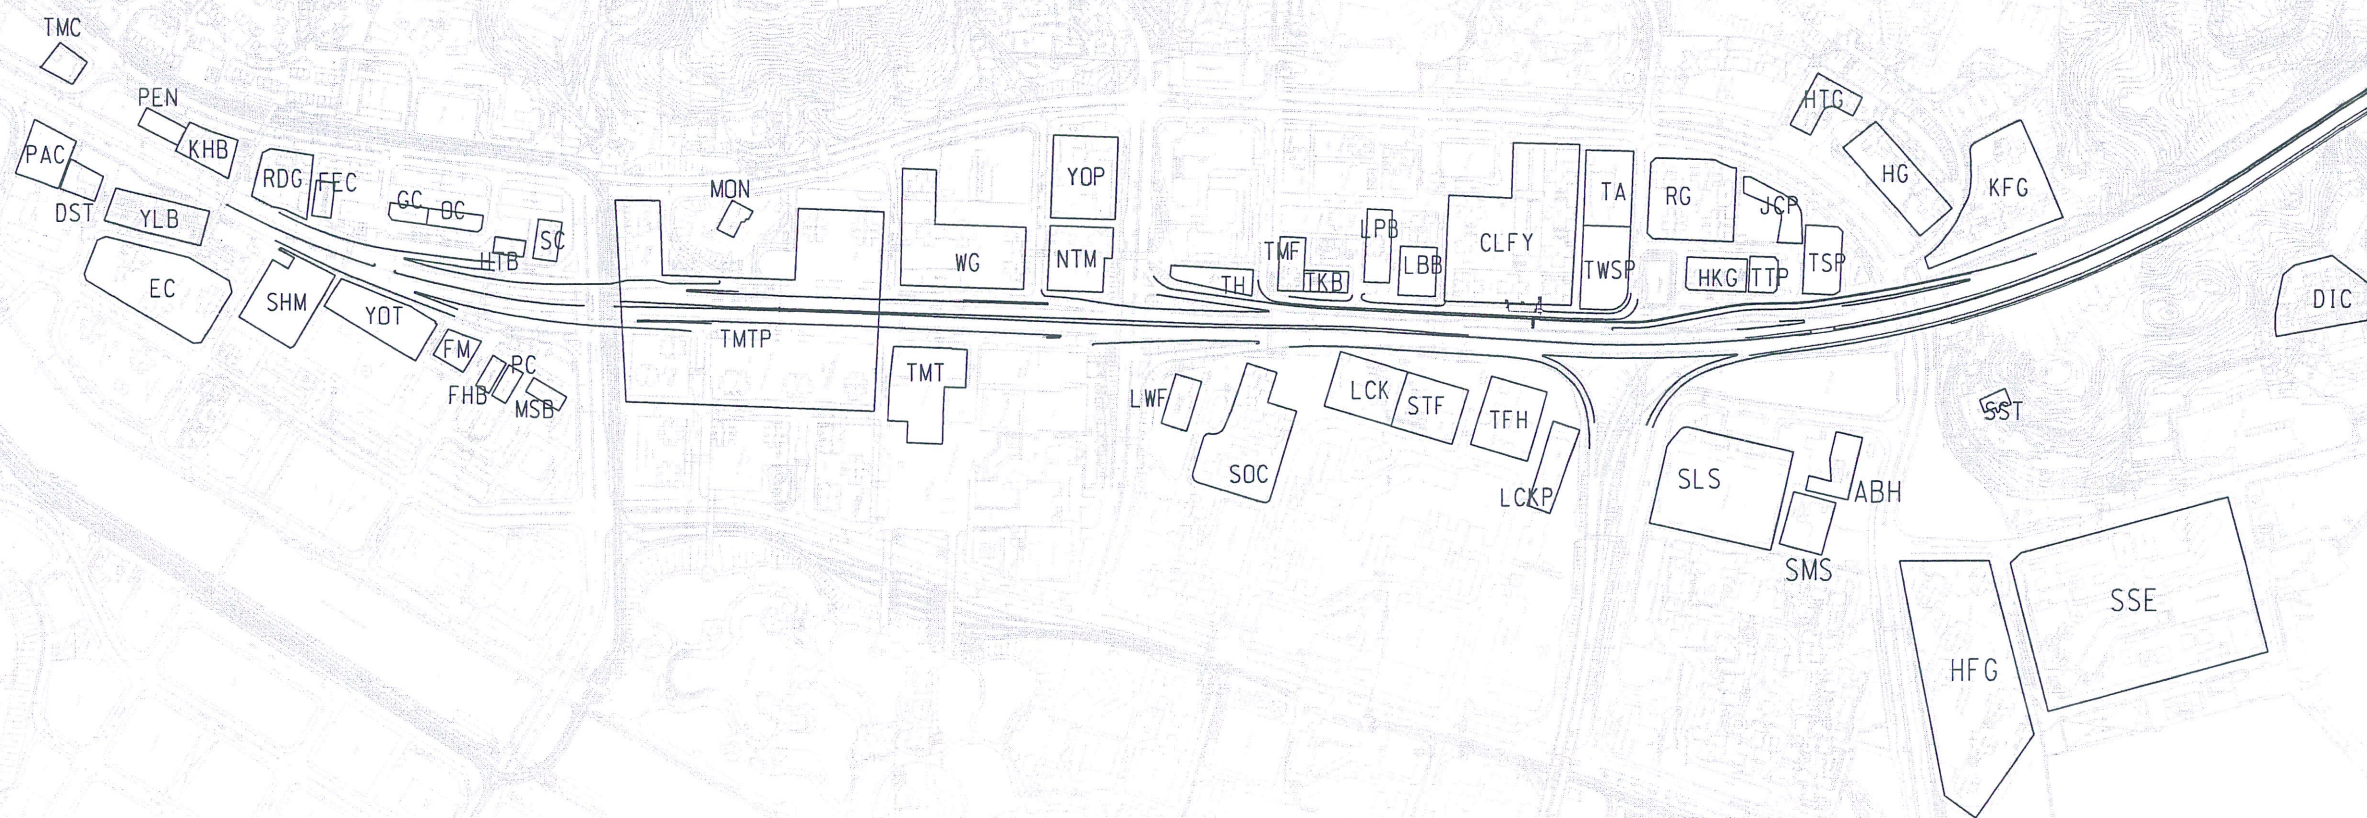 TMC
PEN
PAC
KHB
DST
YLB
RDG
FEC
GC
DC
HTB
SC
EC
SHM
YOT
FM
FHB
PC
MSB
MON
TMTP
WG
TMT
YOP
NTM
TH
TMF
TKB
LPB
LBB
CLFY
TA
TWSP
RG
JCP
HKG
TTP
TSP
HTG
HG
KFG
DIC
LWF
SOC
LCK
STF
TFH
LCKP
SLS
ABH
SMS
SST
HFG
SSE